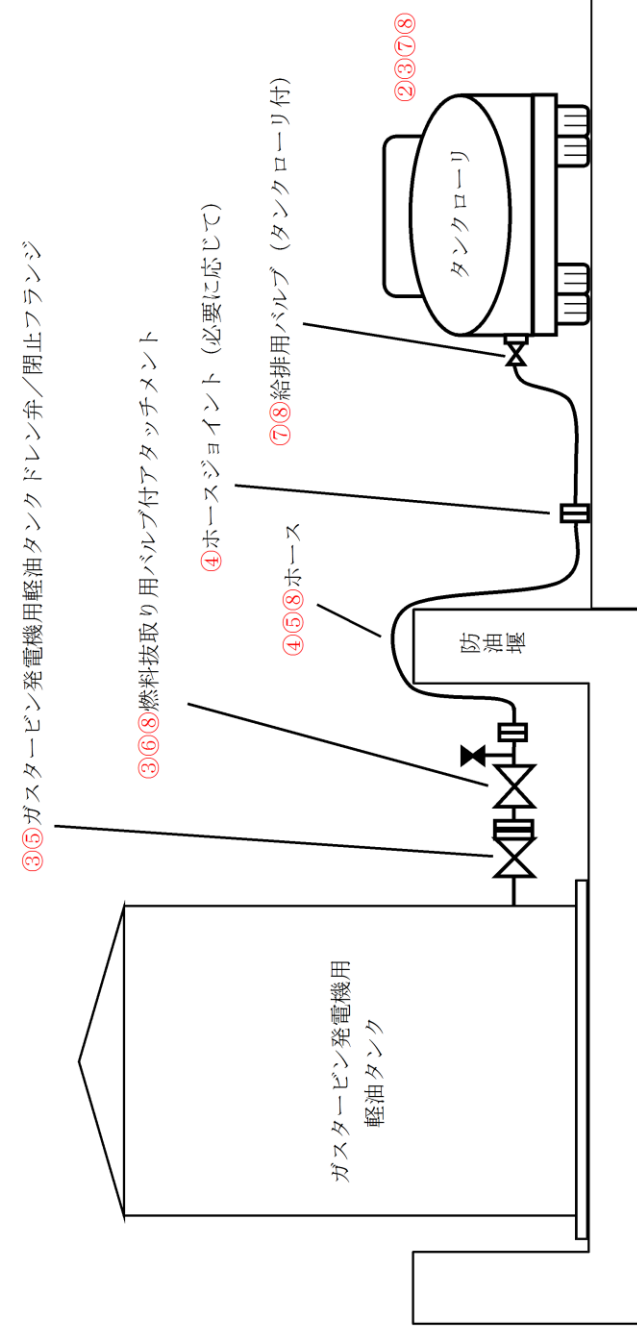 ③⑤ガスタービン発電機用軽油タンクドレン弁／閉止フランジ
③⑥⑧燃料抜取り用バルブ付アタッチメント
④ホースジョイント（必要に応じて）
⑦⑧給排用バルブ（タンクローリ付）
④⑤⑧ホース
②③⑦⑧
タンクローリ
防油堰
ガスタービン発電機用
軽油タンク